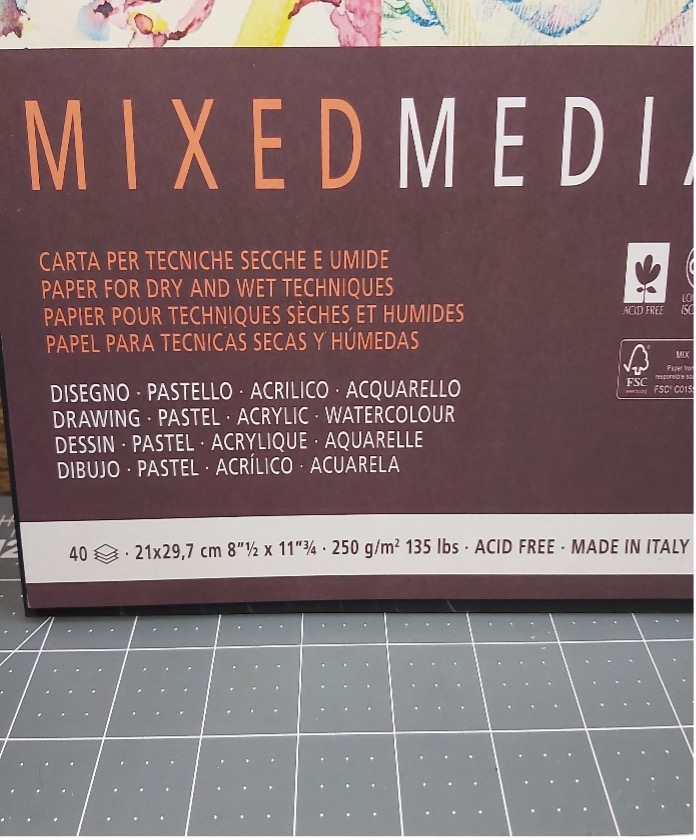 MIXEDMEDIA
CARTA PER TECNICHE SECCHE E UMIDE
PAPER FOR DRY AND WET TECHNIQUES
PAPIER POUR TECHNIQUES SÈCHES ET HUMIDES
PAPEL PARA TECNICAS SECAS Y HÚMEDAS
ACID FREE
DISEGNO · PASTELLO · ACRILICO · ACQUARELLO
DRAWING · PASTEL · ACRYLIC · WATERCOLOUR
DESSIN · PASTEL · ACRYLIQUE · AQUARELLE
DIBUJO · PASTEL · ACRÍLICO · ACUARELA
FSC
MIX
40 · 21x29,7 cm 8"½ x 11"¾ · 250 g/m² 135 lbs · ACID FREE · MADE IN ITALY